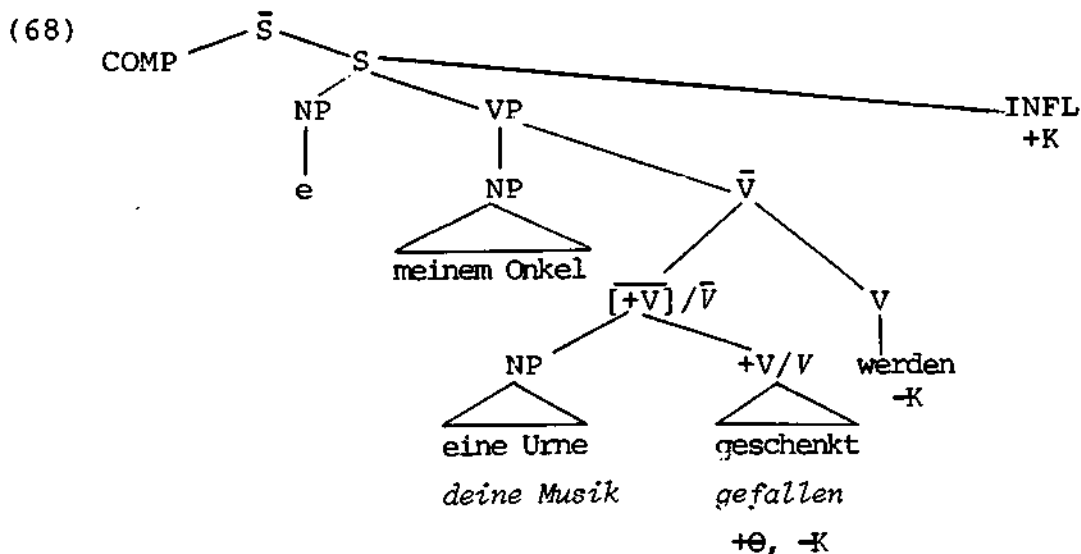 (68)
S̄
COMP S
NP VP INFL
+K
e NP V̄
meinem Onkel
[+V]̅/V̄ V
NP +V/V werden
-K
eine Urne geschenkt
deine Musik gefallen
+Θ, -K